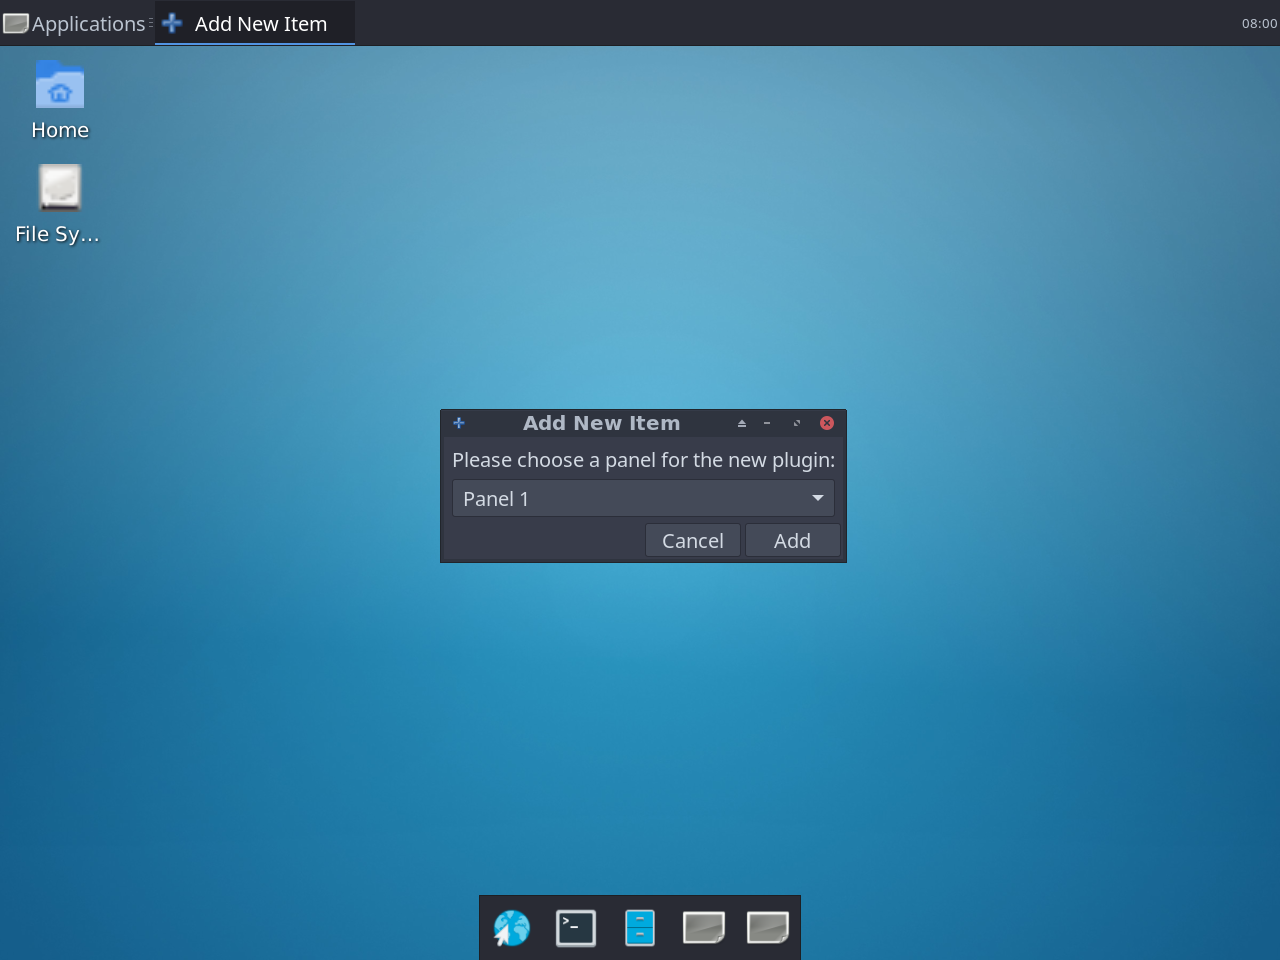 Applications
Add New Item
08:00
Home
File Sy...
Add New Item
Please choose a panel for the new plugin:
Panel 1
Cancel
Add